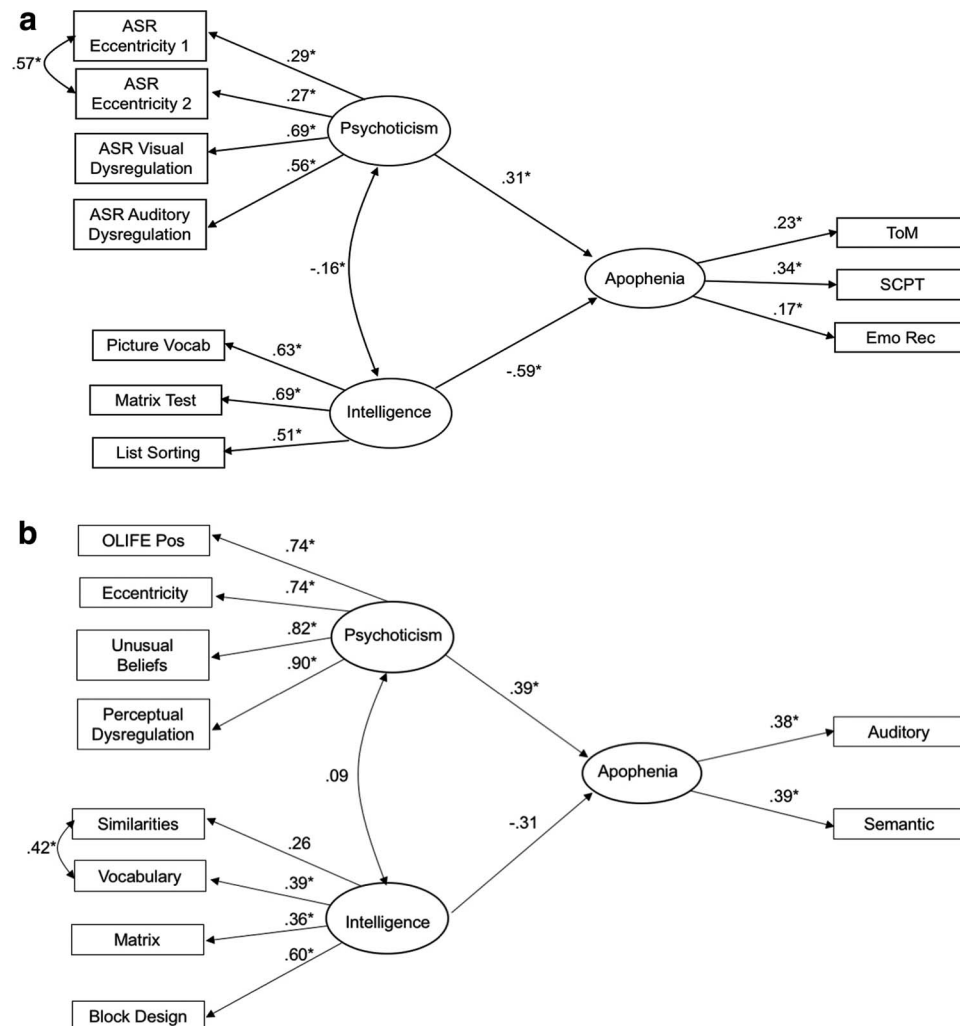 a
ASR
Eccentricity 1
.57*
ASR
Eccentricity 2
ASR Visual
Dysregulation
ASR Auditory
Dysregulation
.29*
.27*
.69*
.56*
Psychoticism
.31*
-.16*
Apophenia
.23*
ToM
.34*
SCPT
.17*
Emo Rec
Picture Vocab
.63*
Matrix Test
.69*
List Sorting
.51*
Intelligence
-.59*
b
OLIFE Pos
.74*
Eccentricity
.74*
Unusual
Beliefs
.82*
Perceptual
Dysregulation
.90*
Psychoticism
.39*
.09
Apophenia
.38*
Auditory
.39*
Semantic
Similarities
.26
.42*
Vocabulary
.39*
Matrix
.36*
Block Design
.60*
Intelligence
-.31